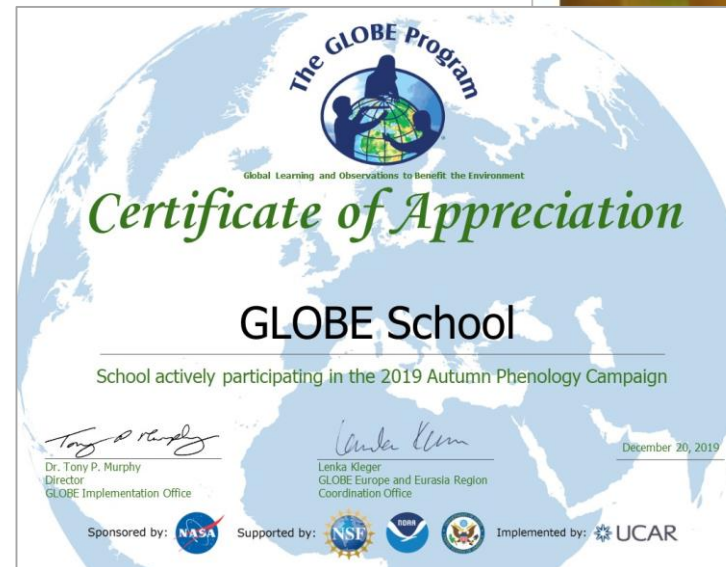 The GLOBE Program
Global Learning and Observations to Benefit the Environment
Certificate of Appreciation
GLOBE School
School actively participating in the 2019 Autumn Phenology Campaign
Dr. Tony P. Murphy
Director
GLOBE Implementation Office
Lenka Kleger
GLOBE Europe and Eurasia Region
Coordination Office
December 20, 2019
Sponsored by: NASA Supported by: NSF NOAA Implemented by: UCAR